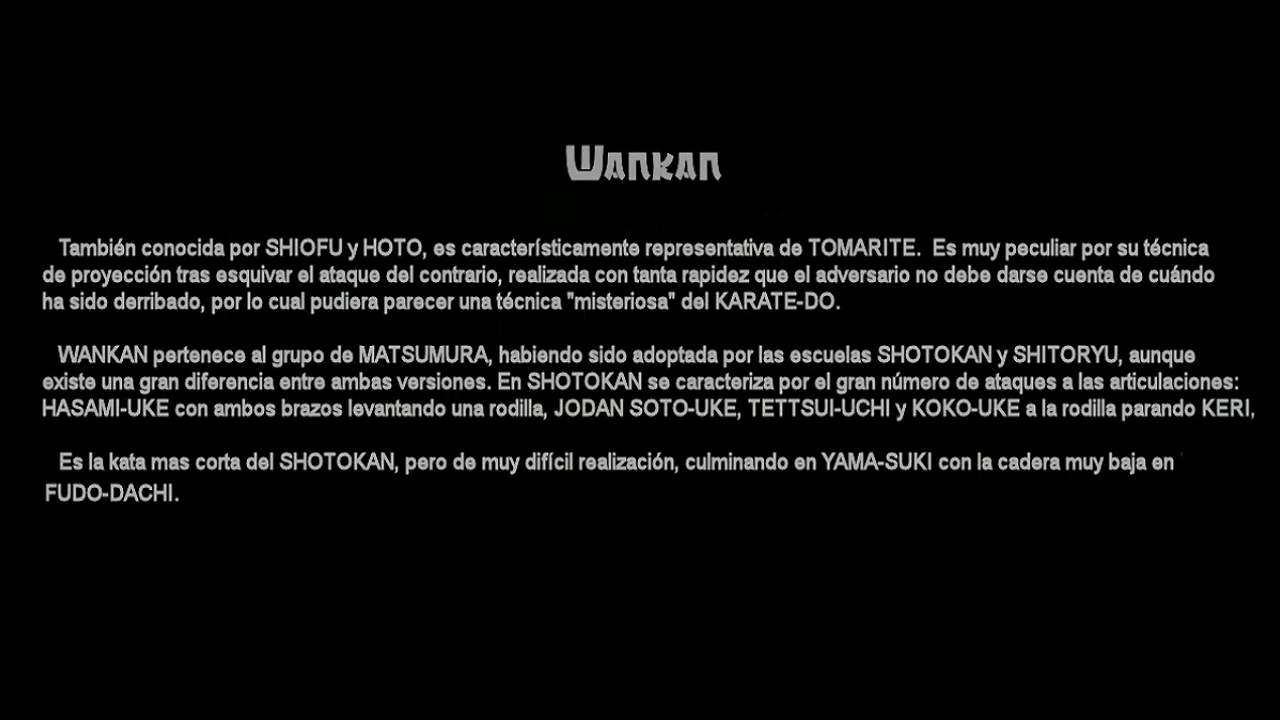 Wankan
También conocida por SHIOFU y HOTO, es característicamente representativa de TOMARITE. Es muy peculiar por su técnica
de proyección tras esquivar el ataque del contrario, realizada con tanta rapidez que el adversario no debe darse cuenta de cuándo
ha sido derribado, por lo cual pudiera parecer una técnica "misteriosa" del KARATE-DO.
WANKAN pertenece al grupo de MATSUMURA, habiendo sido adoptada por las escuelas SHOTOKAN y SHITORYU, aunque
existe una gran diferencia entre ambas versiones. En SHOTOKAN se caracteriza por el gran número de ataques a las articulaciones:
HASAMI-UKE con ambos brazos levantando una rodilla, JODAN SOTO-UKE, TETTSUI-UCHI y KOKO-UKE a la rodilla parando KERI,
Es la kata mas corta del SHOTOKAN, pero de muy difícil realización, culminando en YAMA-SUKI con la cadera muy baja en
FUDO-DACHI.